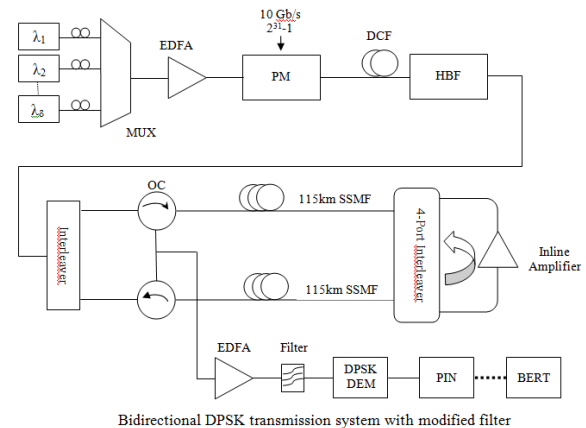 10 Gb/s
2³¹-1
DCF
EDFA
λ1
λ2
λ8
MUX
PM
HBF
OC
115km SSMF
Interleaver
4-Port Interleaver
Inline
Amplifier
115km SSMF
EDFA
Filter
DPSK
DEM
PIN
BERT
Bidirectional DPSK transmission system with modified filter